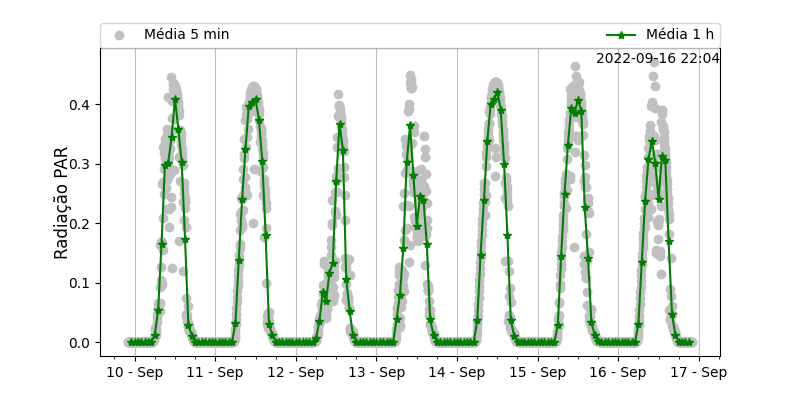 Média 5 min
Média 1 h
2022-09-16 22:04
Radiação PAR
0.4
0.3
0.2
0.1
0.0
10 - Sep
11 - Sep
12 - Sep
13 - Sep
14 - Sep
15 - Sep
16 - Sep
17 - Sep